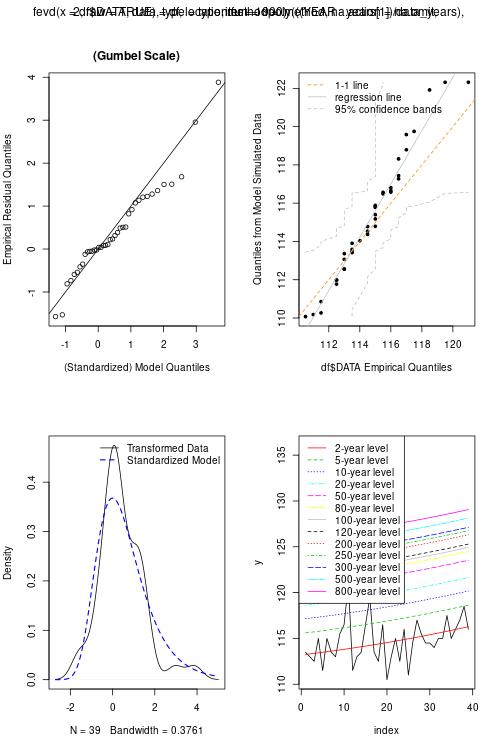 (Gumbel Scale)
Empirical Residual Quantiles
-1 0 1 2 3 4
-1 0 1 2 3
(Standardized) Model Quantiles
Quantiles from Model Simulated Data
110 112 114 116 118 120 122
1-1 line
regression line
95% confidence bands
112 114 116 118 120
df$DATA Empirical Quantiles
Density
0.0 0.1 0.2 0.3 0.4
Transformed Data
Standardized Model
-2 0 2 4
N = 39 Bandwidth = 0.3761
y
110 115 120 125 130 135
2-year level
5-year level
10-year level
20-year level
50-year level
80-year level
100-year level
120-year level
200-year level
250-year level
300-year level
500-year level
800-year level
0 10 20 30 40
index